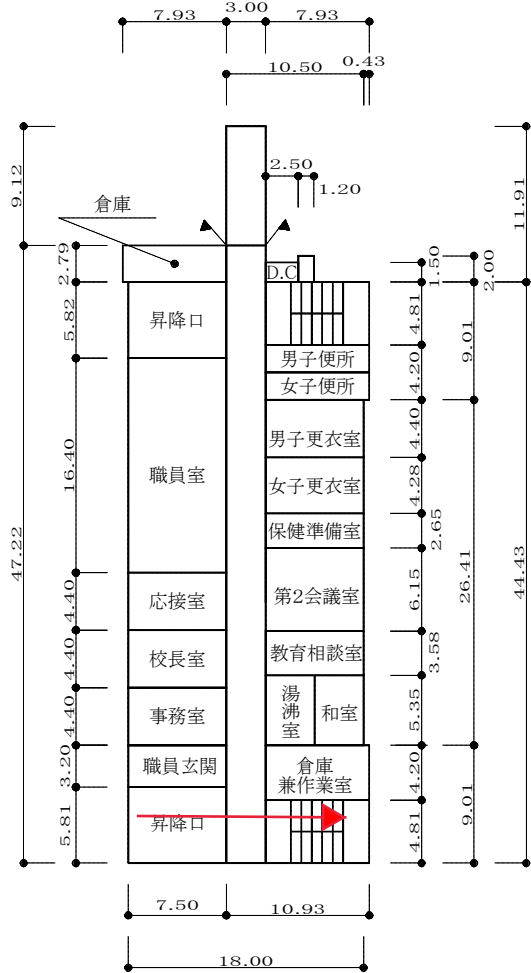 7.93
3.00
7.93
10.50
0.43
9.12
2.50
1.20
11.91
倉庫
2.79
D.C
1.50
2.00
5.82
昇降口
4.81
9.01
男子便所
4.20
女子便所
16.40
職員室
男子更衣室
4.40
女子更衣室
4.28
保健準備室
2.65
47.22
44.43
応接室
4.40
第2会議室
6.15
26.41
校長室
4.40
教育相談室
3.58
事務室
4.40
湯沸室
和室
5.35
職員玄関
3.20
倉庫
兼作業室
4.20
昇降口
5.81
4.81
9.01
7.50
10.93
18.00